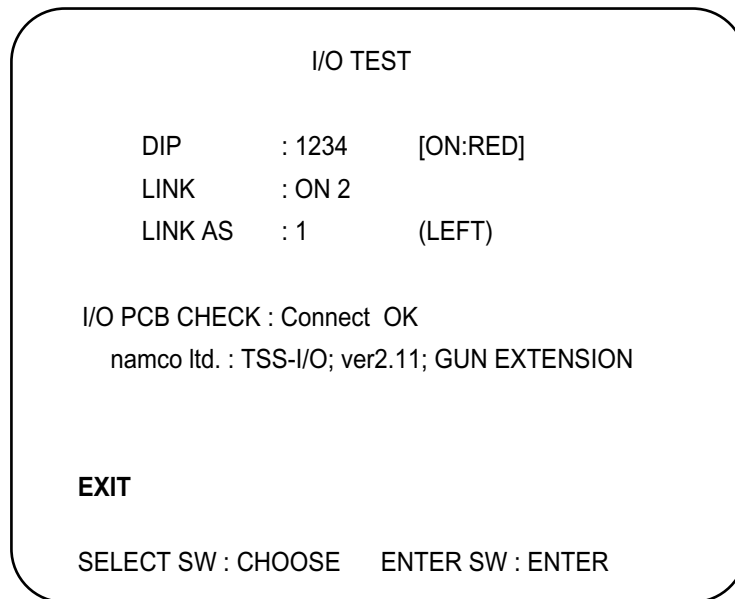 I/O TEST
DIP : 1234 [ON:RED]
LINK : ON 2
LINK AS : 1 (LEFT)
I/O PCB CHECK : Connect OK
namco ltd. : TSS-I/O; ver2.11; GUN EXTENSION
EXIT
SELECT SW : CHOOSE ENTER SW : ENTER